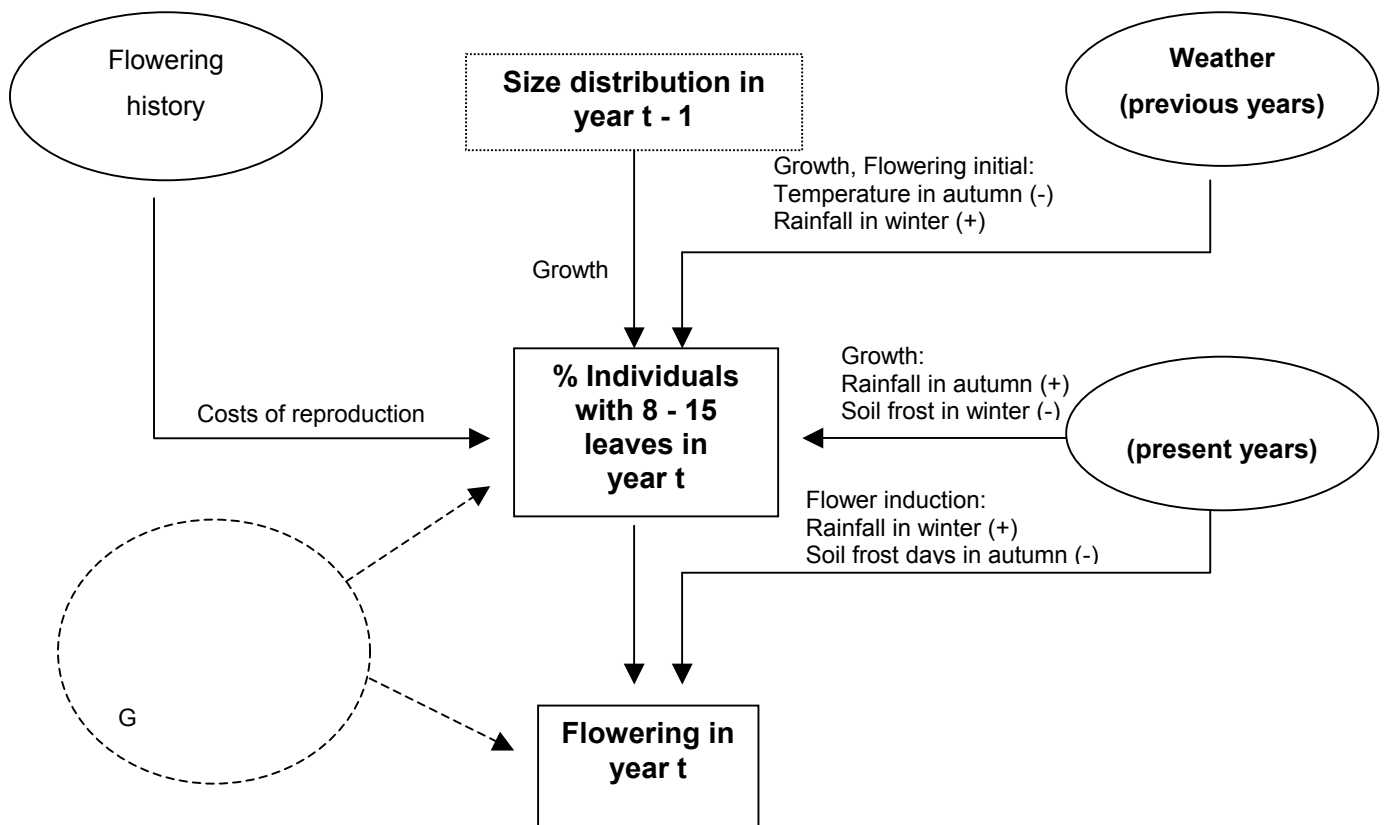 Flowering
history
Size distribution in
year t - 1
Weather
(previous years)
Growth, Flowering initial:
Temperature in autumn (-)
Rainfall in winter (+)
Growth
% Individuals
with 8 - 15
leaves in
year t
Growth:
Rainfall in autumn (+)
Soil frost in winter (-)
(present years)
Costs of reproduction
Flower induction:
Rainfall in winter (+)
Soil frost days in autumn (-)
G
Flowering in
year t